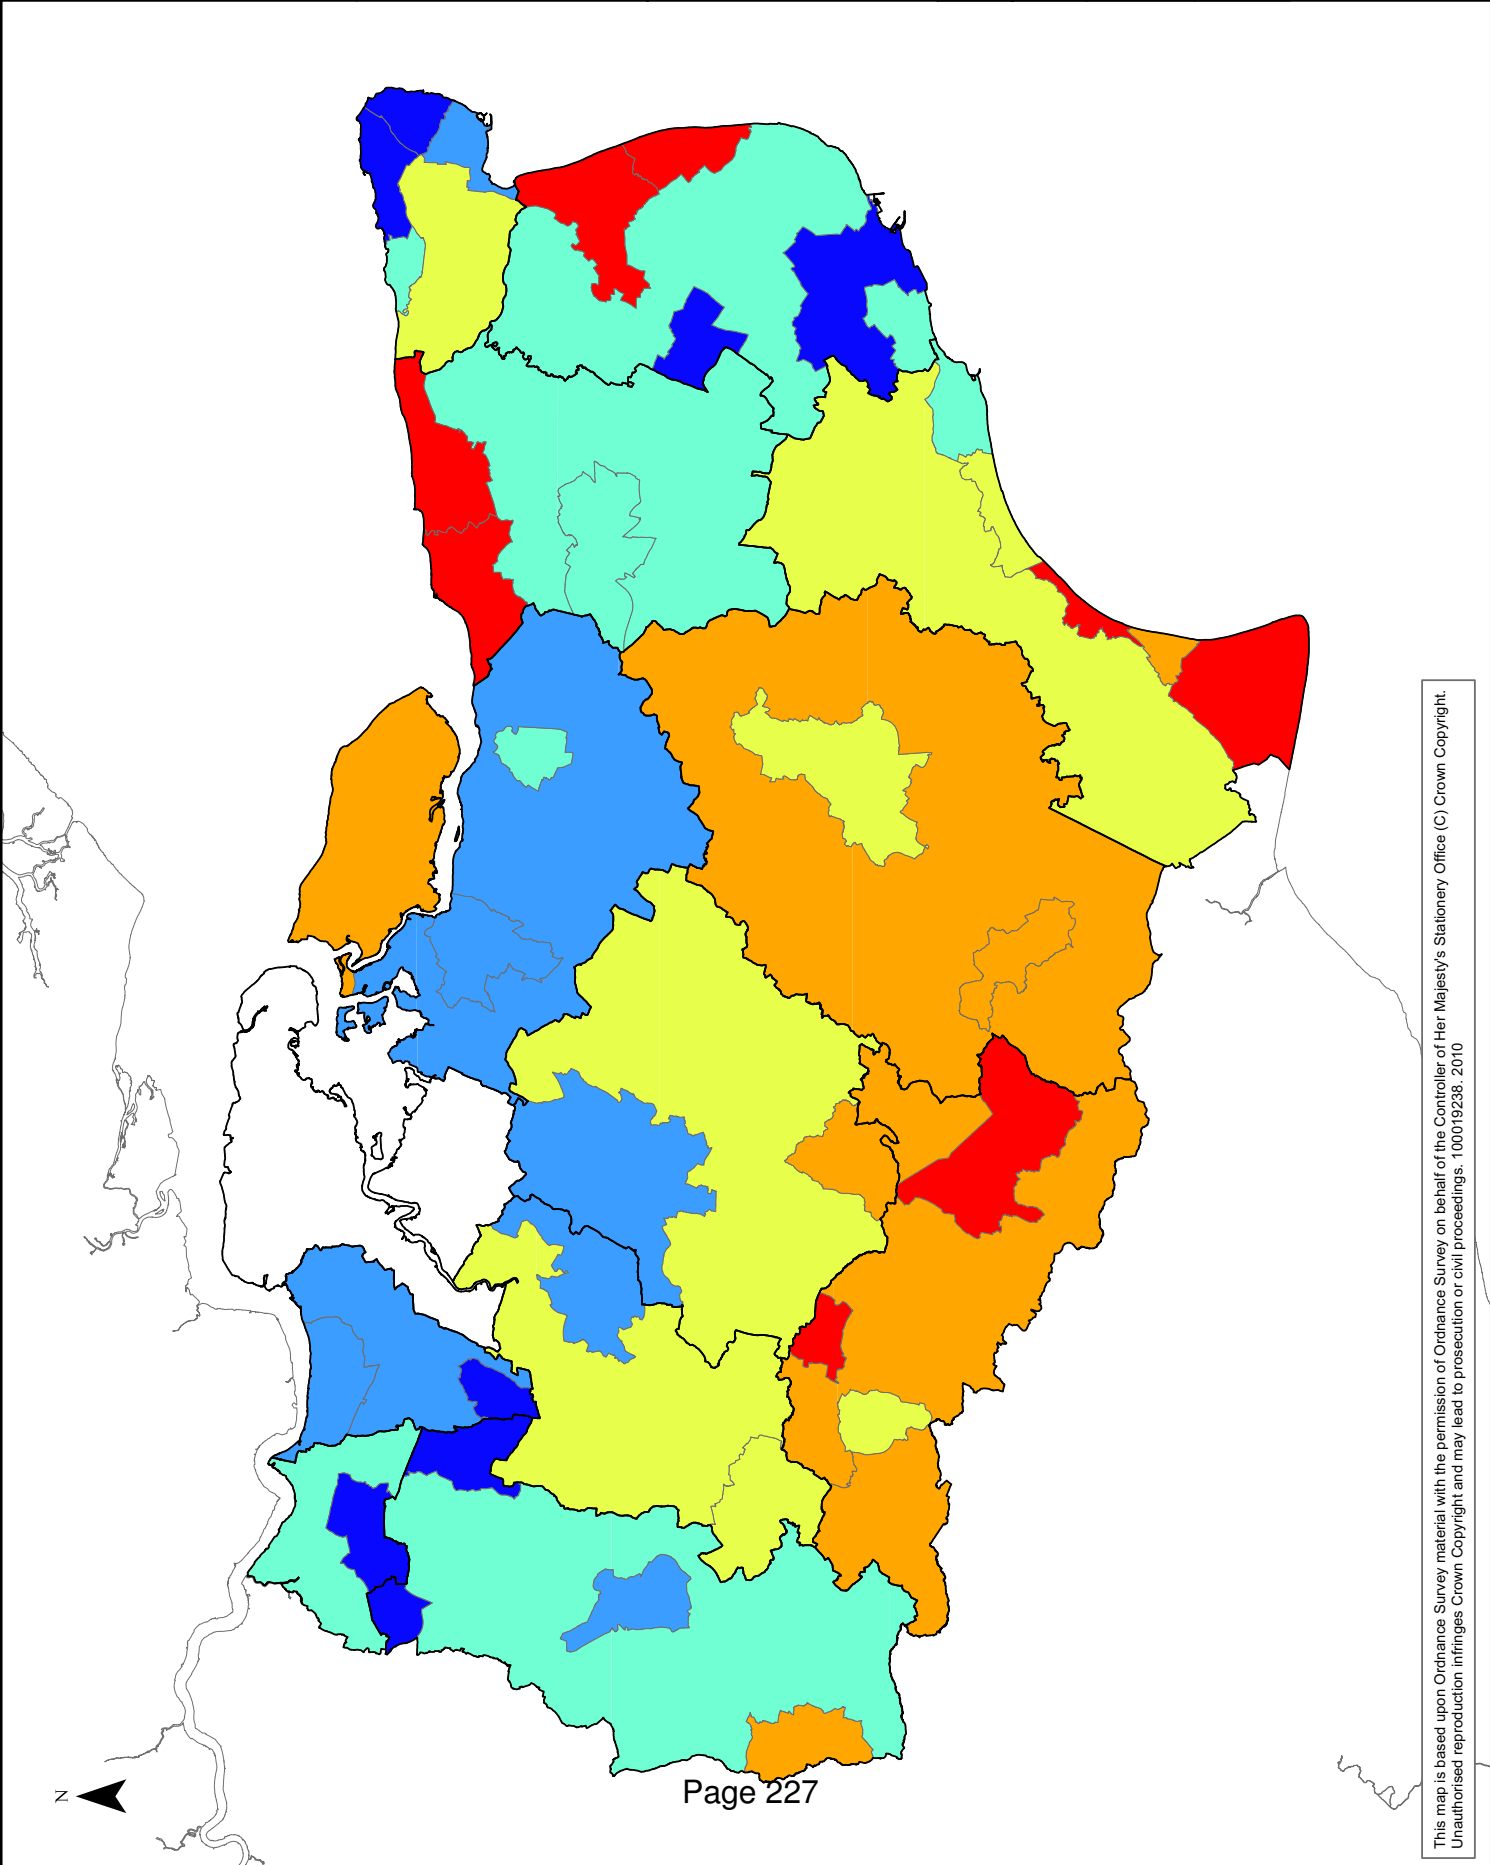 This map is based upon Ordnance Survey material with the permission of Ordnance Survey on behalf of the Controller of Her Majesty's Stationery Office (C) Crown Copyright.
Unauthorised reproduction infringes Crown Copyright and may lead to prosecution or civil proceedings. 100019238. 2010
N
Page 227